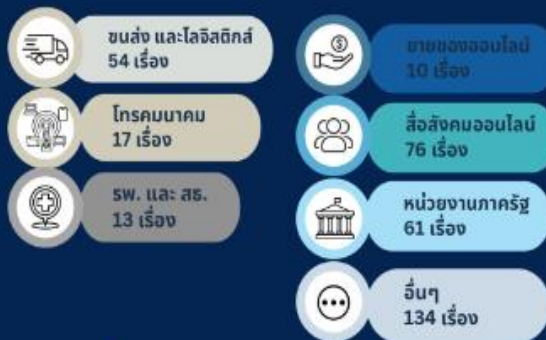 ขนส่ง และโลจิสติกส์
54 เรื่อง
โทรคมนาคม
17 เรื่อง
รพ. และ สธ.
13 เรื่อง
ขายของออนไลน์
10 เรื่อง
สื่อสังคมออนไลน์
76 เรื่อง
หน่วยงานภาครัฐ
61 เรื่อง
อื่นๆ
134 เรื่อง